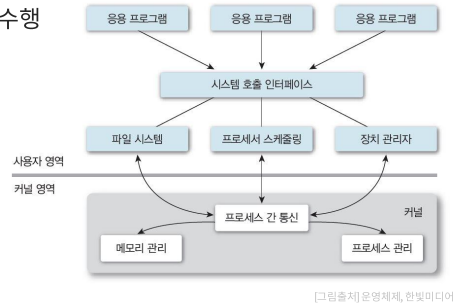 수행
응용 프로그램
응용 프로그램
응용 프로그램
시스템 호출 인터페이스
파일 시스템
프로세서 스케줄링
장치 관리자
사용자 영역
커널 영역
커널
프로세스 간 통신
메모리 관리
프로세스 관리
[그림출처] 운영체제, 한빛미디어